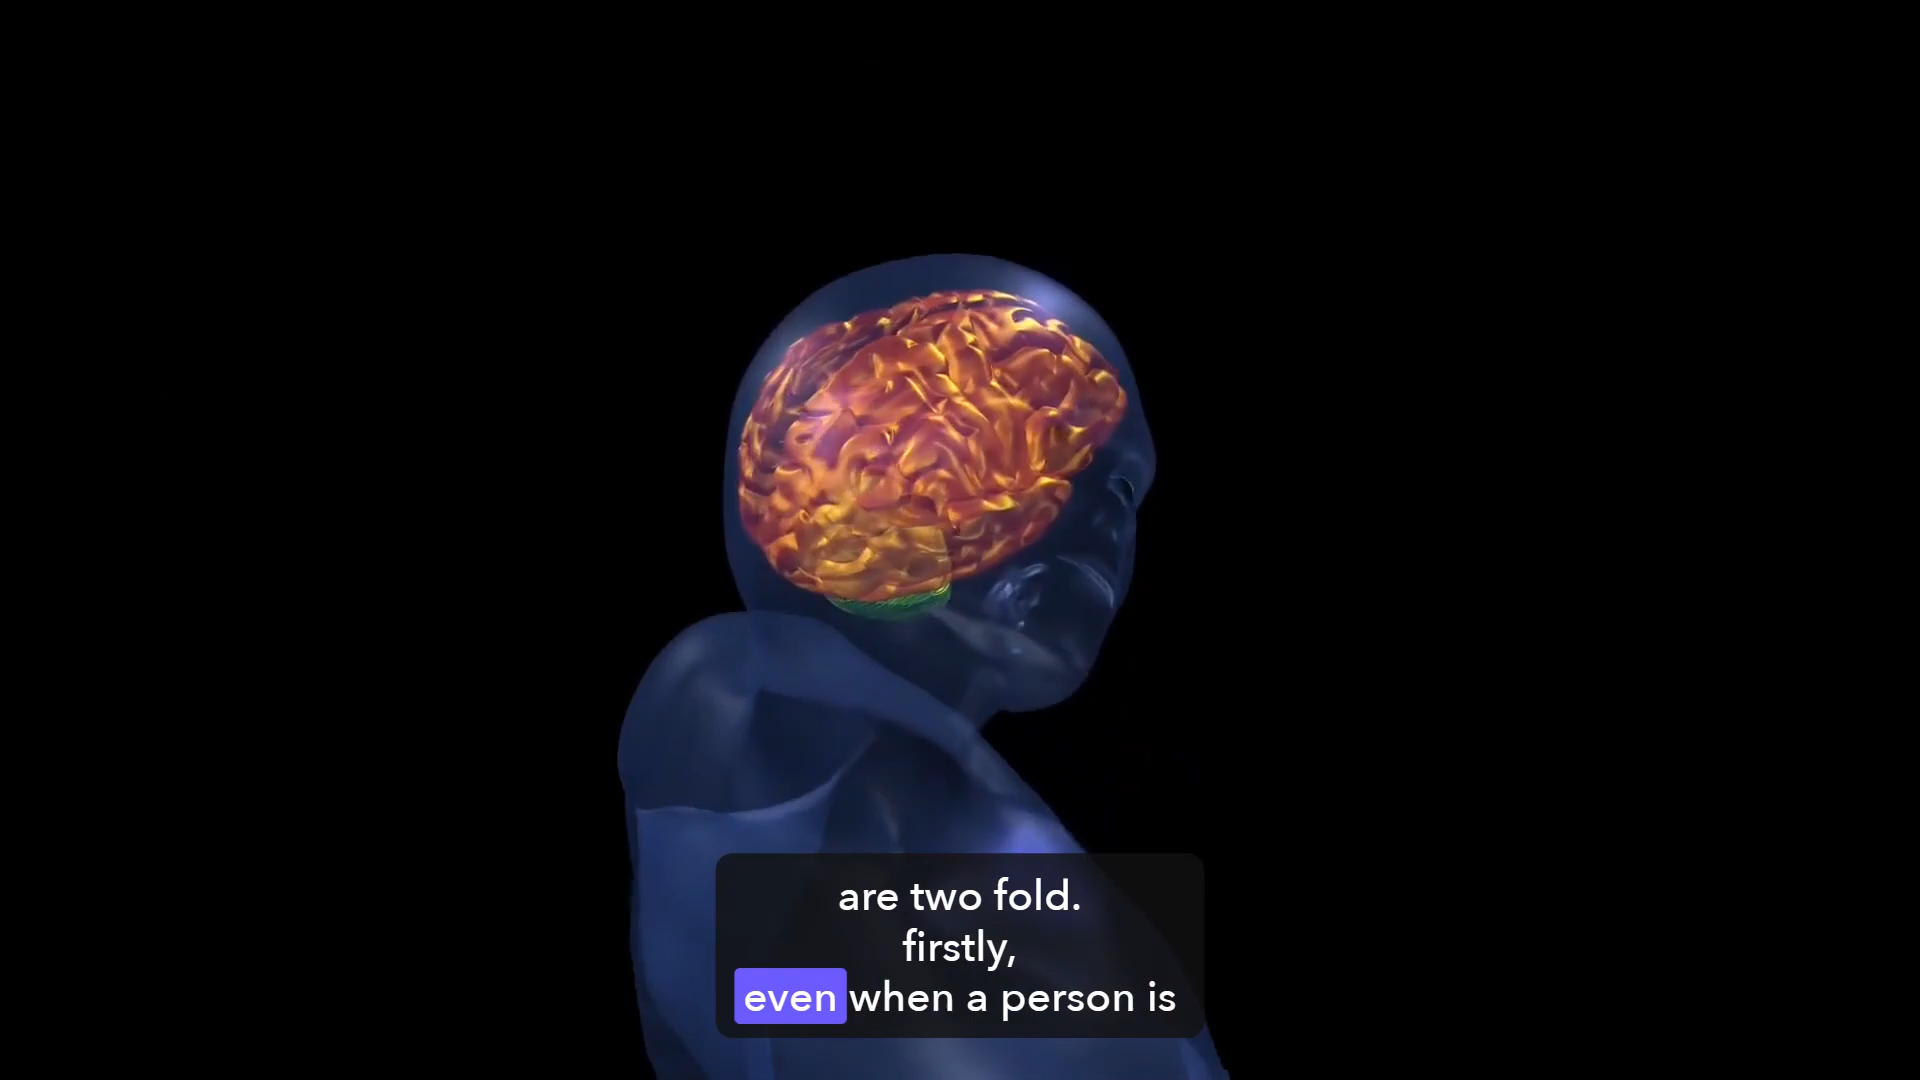 are two fold.
firstly,
even when a person is